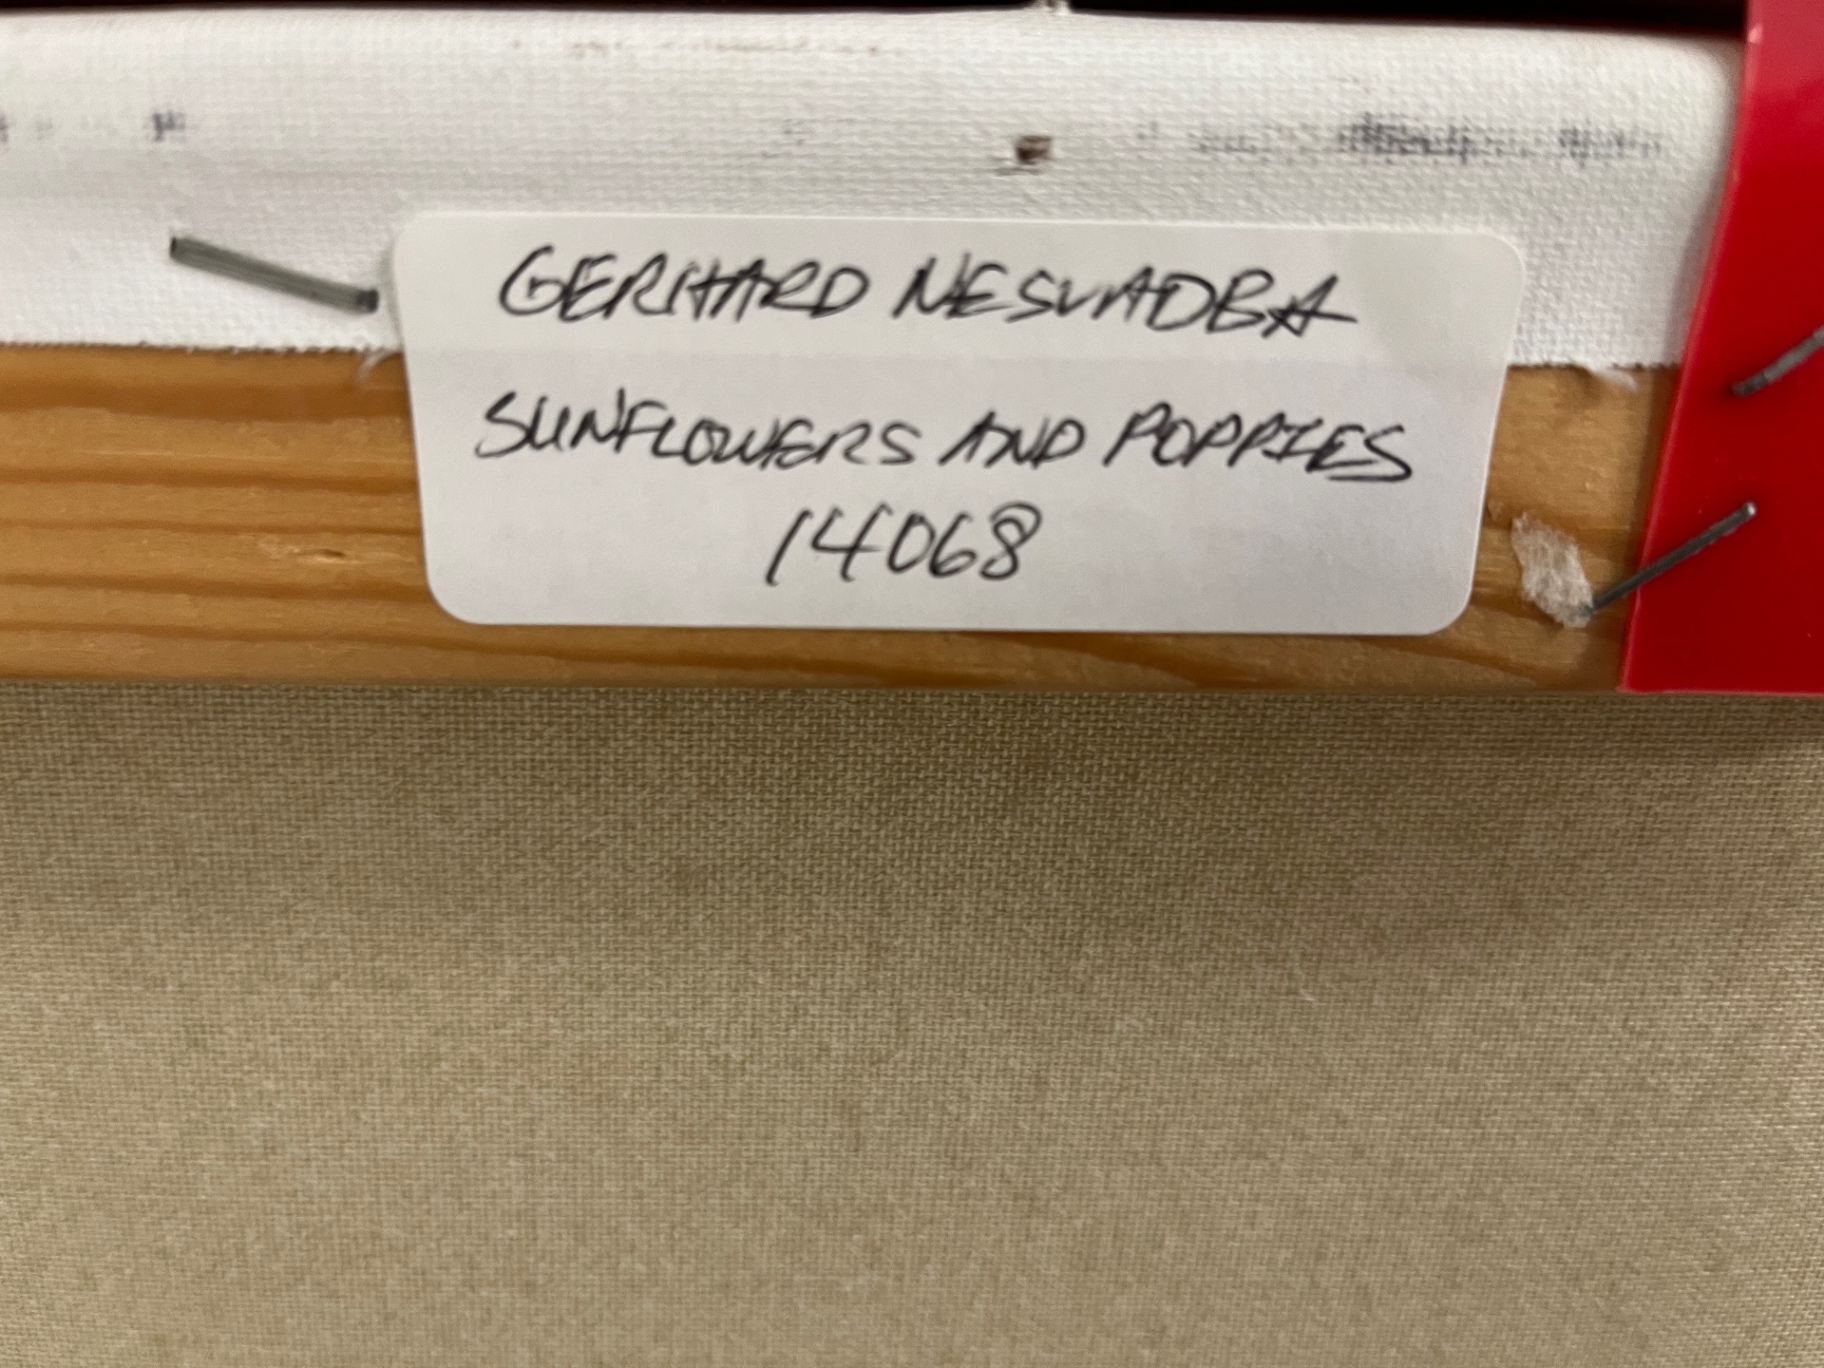 GERHARD NESVADBA
SUNFLOWERS AND POPPIES
14068